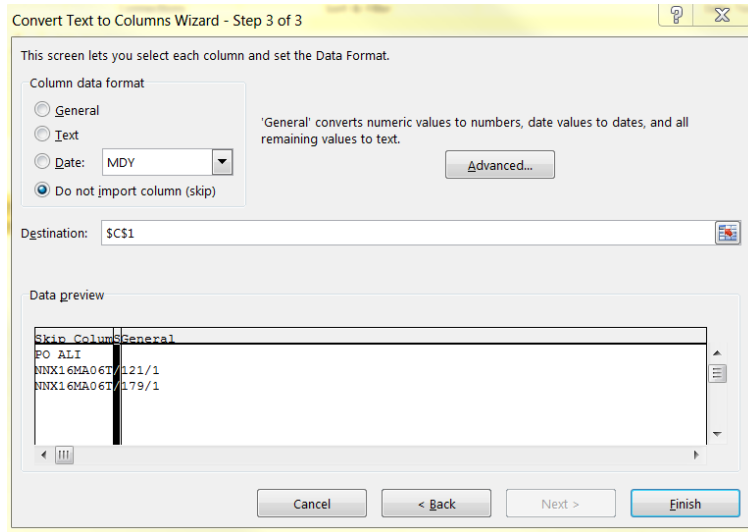 Convert Text to Columns Wizard - Step 3 of 3
This screen lets you select each column and set the Data Format.
Column data format
General
Text
Date: MDY
Do not import column (skip)
'General' converts numeric values to numbers, date values to dates, and all
remaining values to text.
Advanced...
Destination: $C$1
Data preview
Skip ColumSGeneral
PO ALI
NNX16MA06T/121/1
NNX16MA06T/179/1
Cancel
< Back
Next >
Finish